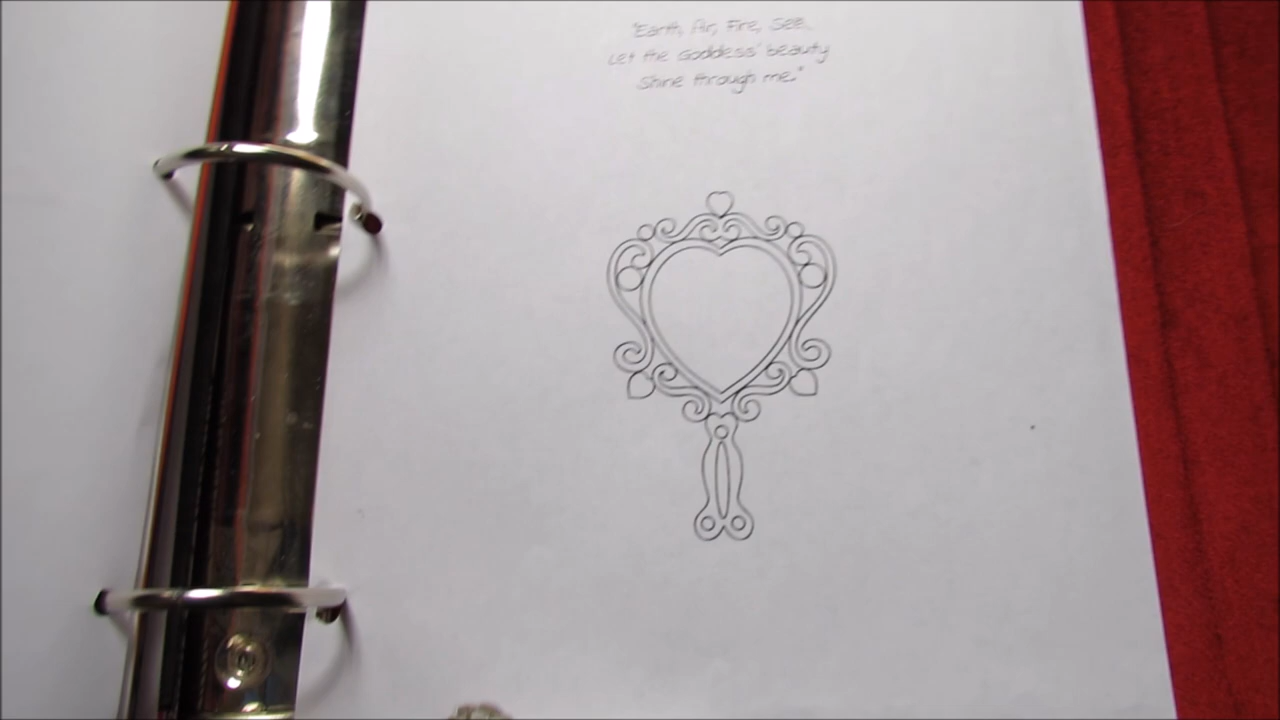 "Earth, Air, Fire, Sea...
Let the Goddess' beauty
Shine through me."